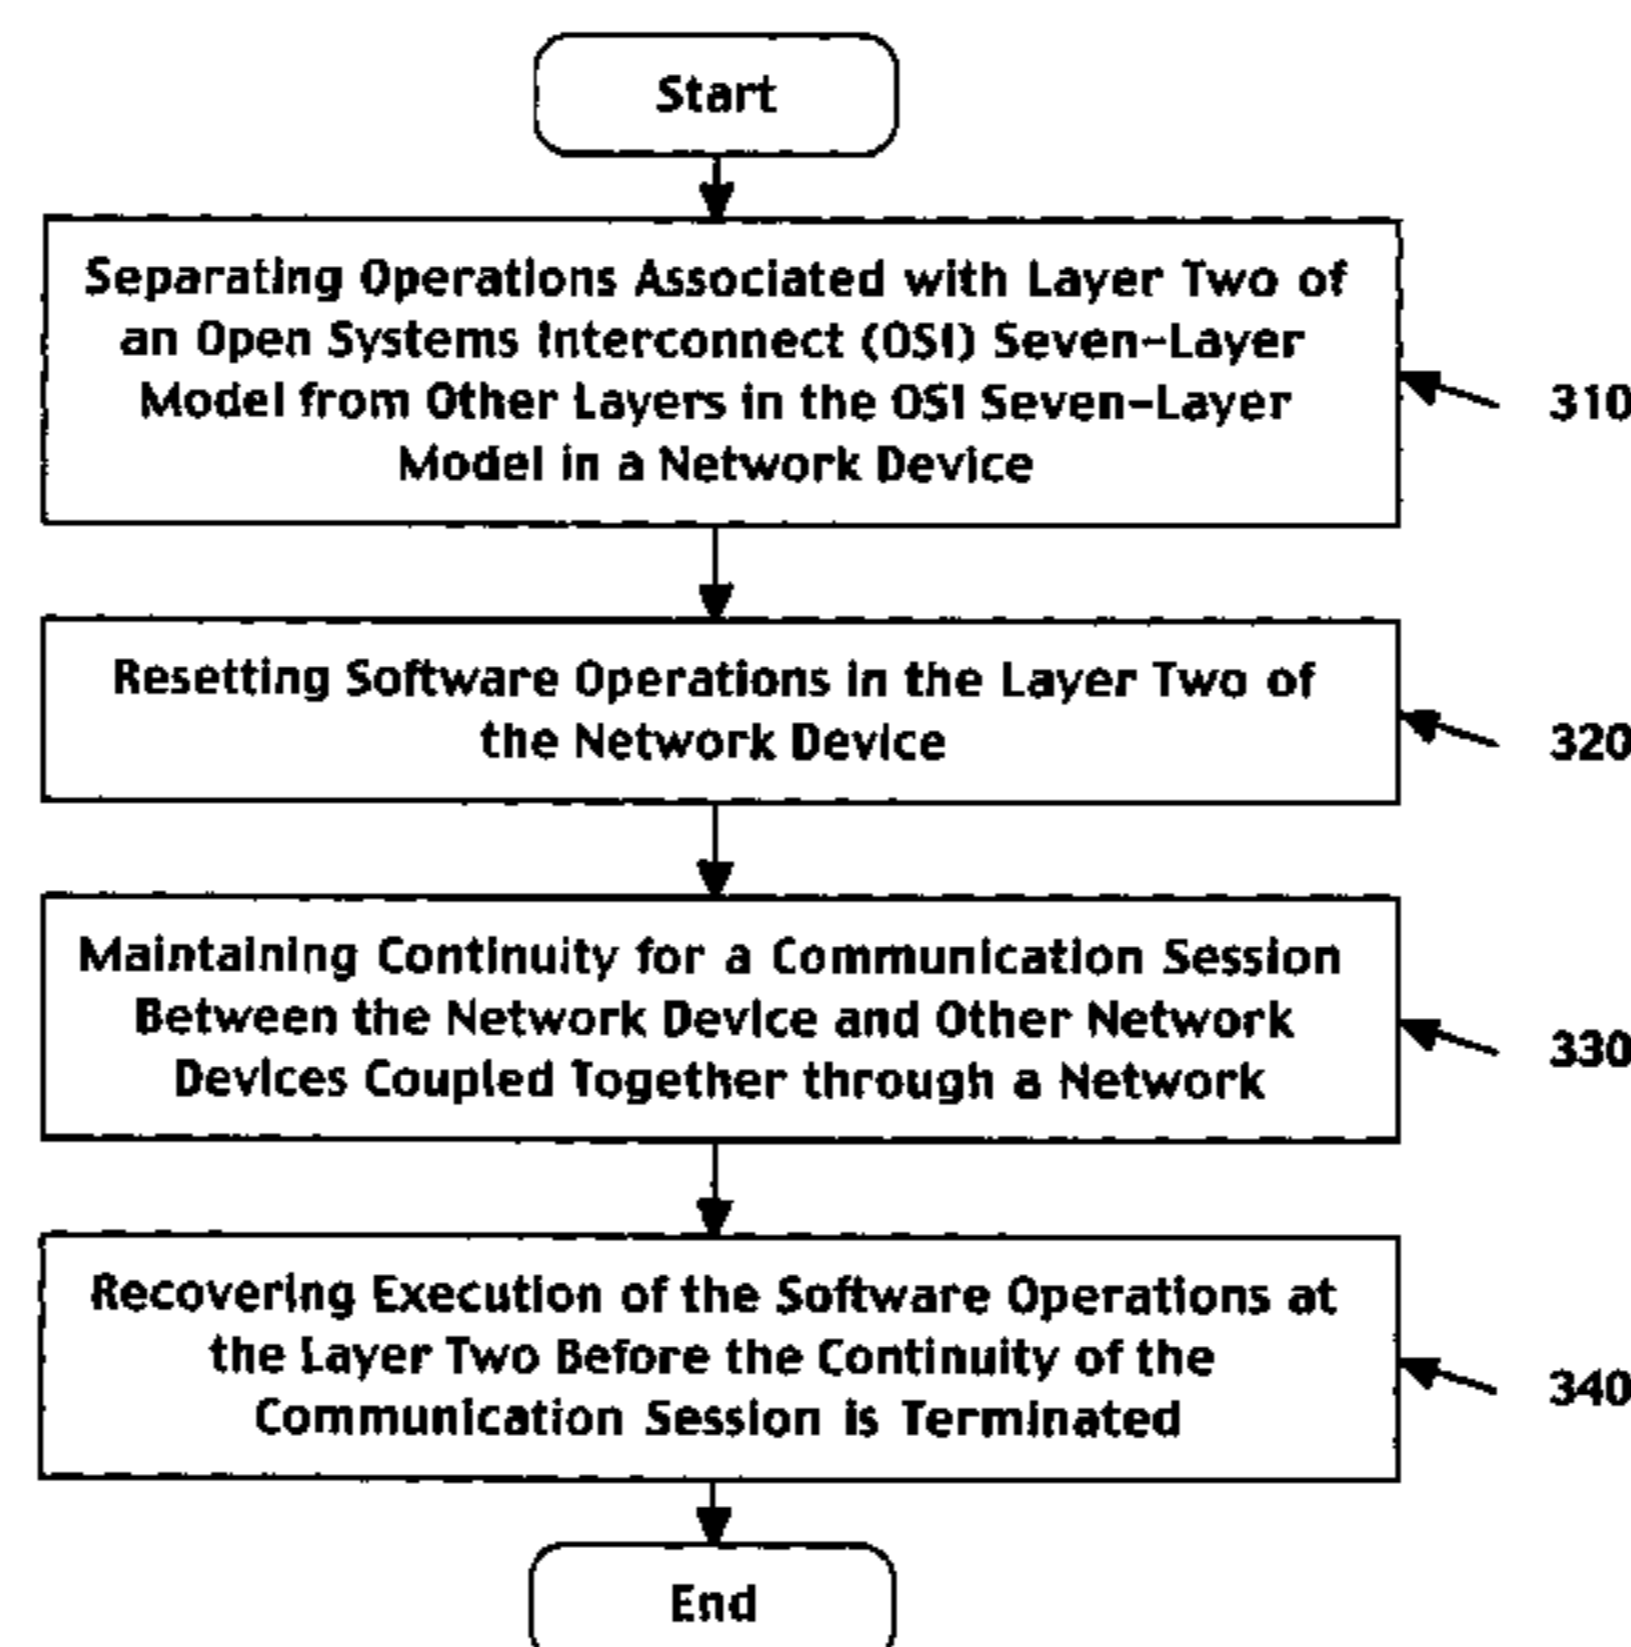 Start
Separating Operations Associated with Layer Two of
an Open Systems Interconnect (OSI) Seven-Layer
Model from Other Layers in the OSI Seven-Layer
Model in a Network Device
310
Resetting Software Operations in the Layer Two of
the Network Device
320
Maintaining Continuity for a Communication Session
Between the Network Device and Other Network
Devices Coupled Together through a Network
330
Recovering Execution of the Software Operations at
the Layer Two Before the Continuity of the
Communication Session is Terminated
340
End